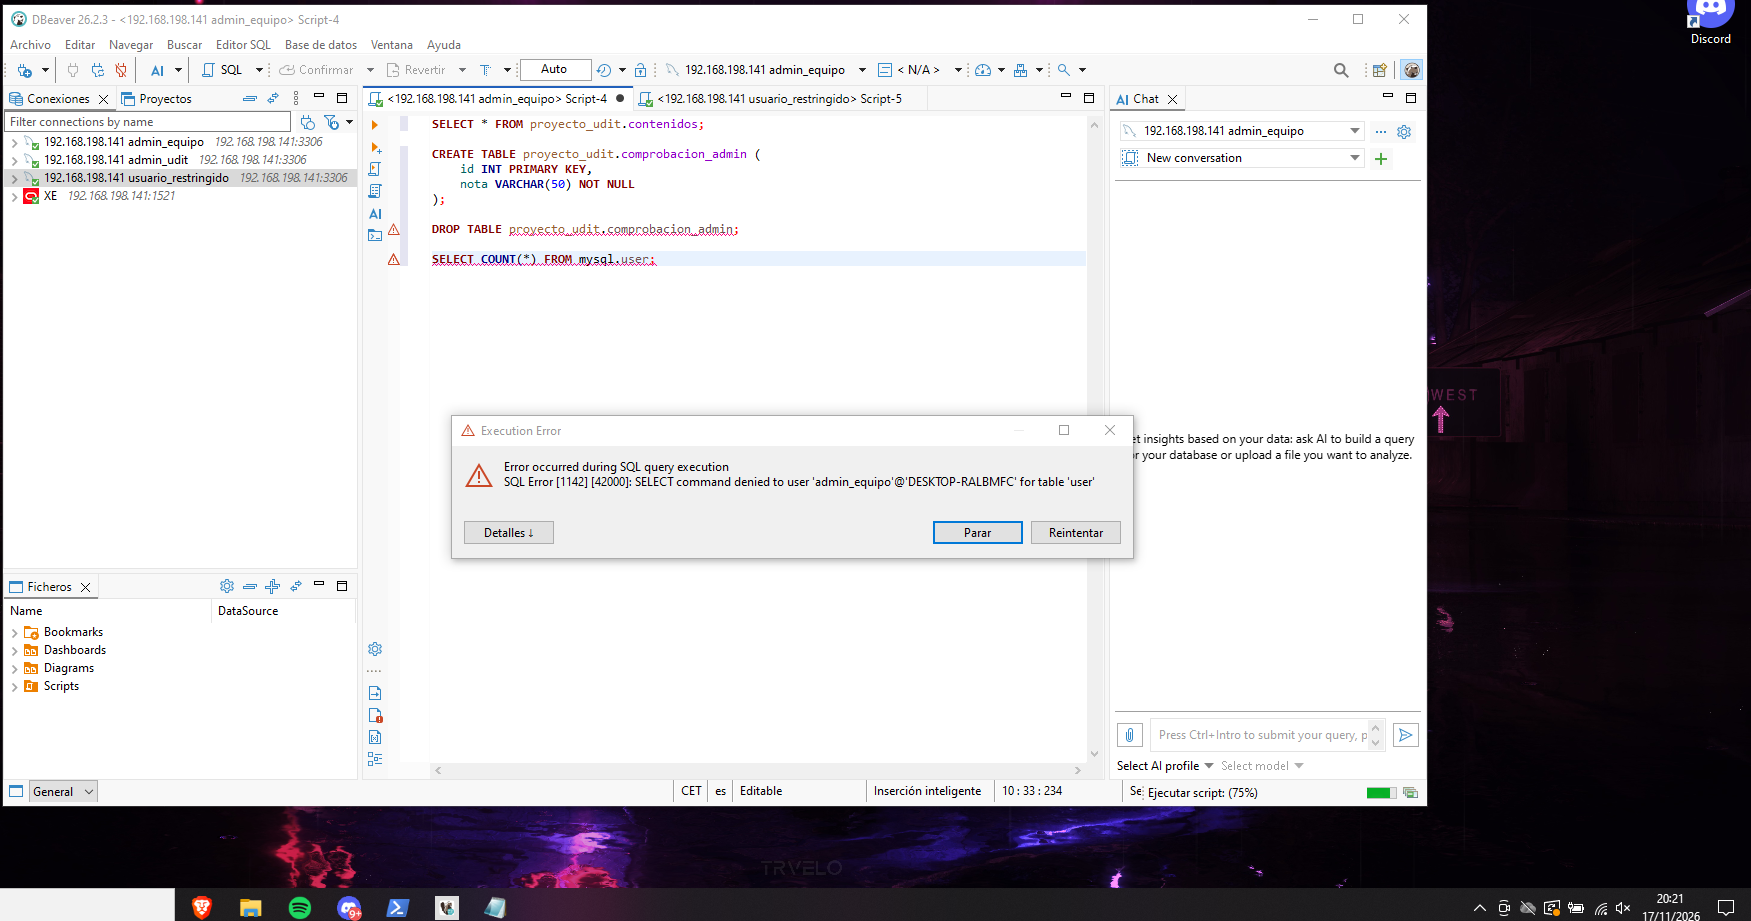 DBeaver 26.2.3 - <192.168.198.141 admin_equipo> Script-4
Discord
Archivo Editar Navegar Buscar Editor SQL Base de datos Ventana Ayuda
AI SQL Confirmar Revertir T Auto 192.168.198.141 admin_equipo < N/A >
Conexiones Proyectos
<192.168.198.141 admin_equipo> Script-4
<192.168.198.141 usuario_restringido> Script-5
AI Chat
Filter connections by name
192.168.198.141 admin_equipo 192.168.198.141:3306
192.168.198.141 admin_udit 192.168.198.141:3306
192.168.198.141 usuario_restringido 192.168.198.141:3306
XE 192.168.198.141:1521
AI
SELECT * FROM proyecto_udit.contenidos;
CREATE TABLE proyecto_udit.comprobacion_admin (
id INT PRIMARY KEY,
nota VARCHAR(50) NOT NULL
);
DROP TABLE proyecto_udit.comprobacion_admin;
SELECT COUNT(*) FROM mysql.user;
192.168.198.141 admin_equipo
New conversation
WEST
et insights based on your data: ask AI to build a query
or your database or upload a file you want to analyze.
Execution Error
Error occurred during SQL query execution
SQL Error [1142] [42000]: SELECT command denied to user 'admin_equipo'@'DESKTOP-RALBMFC' for table 'user'
Detalles ↓ Parar Reintentar
Ficheros
Name DataSource
Bookmarks
Dashboards
Diagrams
Scripts
Press Ctrl+Intro to submit your query, p
Select AI profile Select model
General
CET es Editable Inserción inteligente 10 : 33 : 234 Se Ejecutar script: (75%)
TRVELO
9+
20:21
17/11/2026